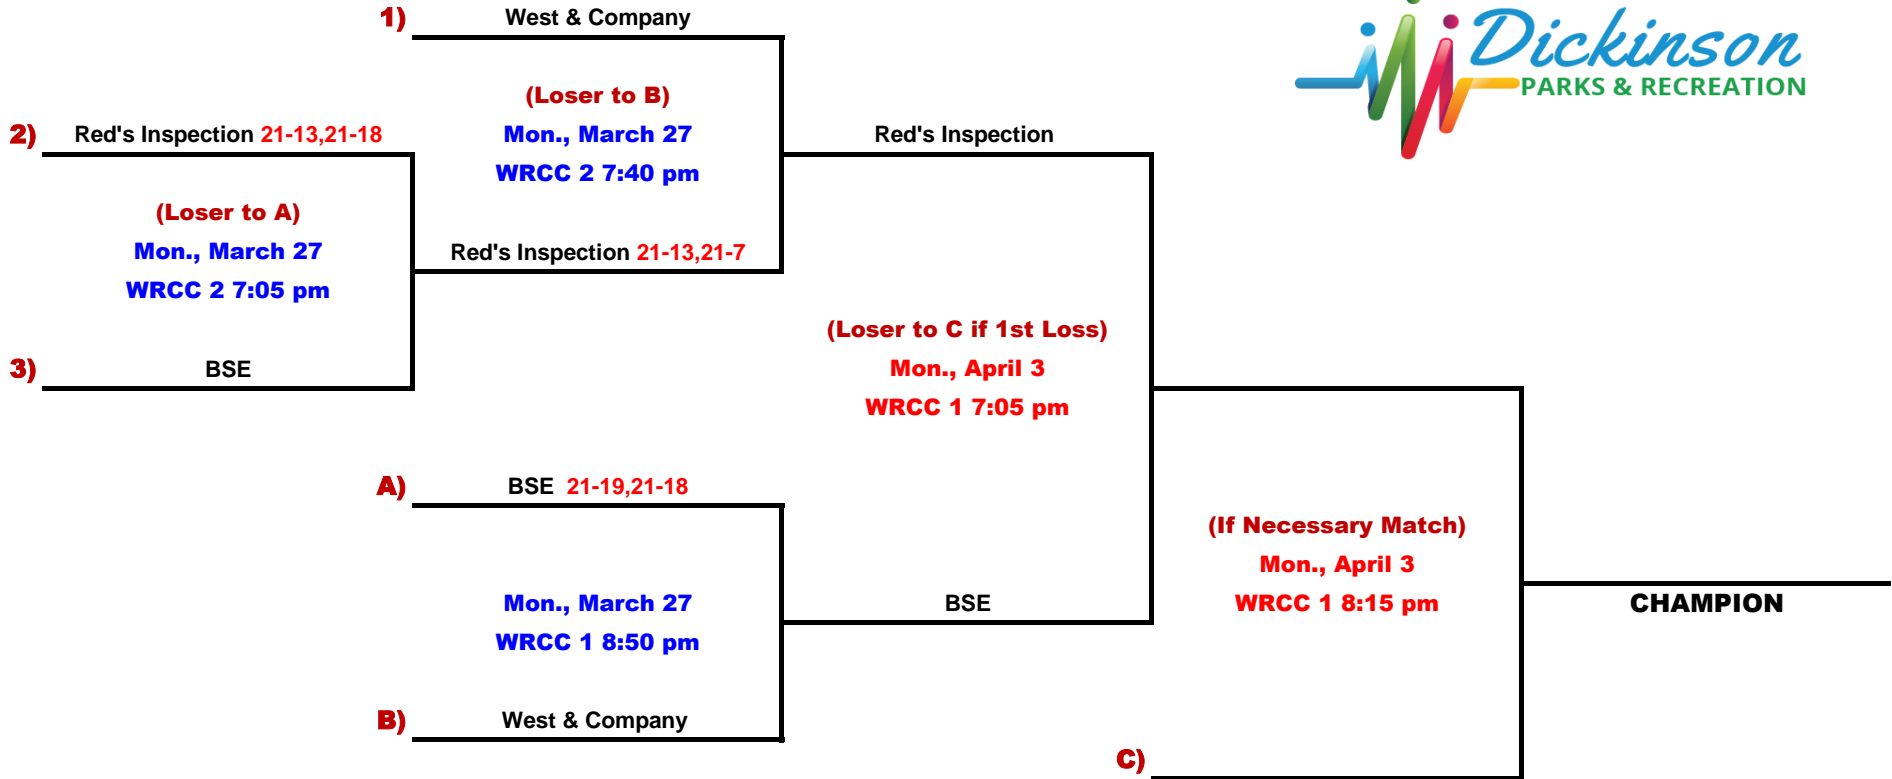 1) West & Company
Dickinson
PARKS & RECREATION
(Loser to B)
2) Red's Inspection 21-13,21-18
Mon., March 27
Red's Inspection
WRCC 2 7:40 pm
(Loser to A)
Mon., March 27
Red's Inspection 21-13,21-7
WRCC 2 7:05 pm
(Loser to C if 1st Loss)
3) BSE
Mon., April 3
WRCC 1 7:05 pm
A) BSE 21-19,21-18
(If Necessary Match)
Mon., April 3
Mon., March 27
BSE
WRCC 1 8:15 pm
CHAMPION
WRCC 1 8:50 pm
B) West & Company
C)